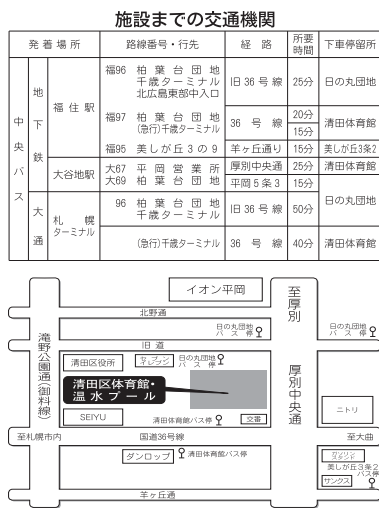 施設までの交通機関
発着場所 路線番号・行先 経路 所要時間 下車停留所
中央バス
地下鉄
福住駅
福96 柏葉台団地
千歳ターミナル
北広島東部中入口
旧36号線 25分 日の丸団地
福97 柏葉台団地
(急行)千歳ターミナル
36号線 20分 15分 清田体育館
福95 美しが丘3の9 羊ヶ丘通り 15分 美しが丘3条2
大谷地駅
大67 平岡営業所 厚別中央通 25分 清田体育館
大69 柏葉台団地 平岡5条3 15分
日の丸団地
大通
札幌ターミナル
96 柏葉台団地
千歳ターミナル
旧36号線 50分
(急行)千歳ターミナル 36号線 40分 清田体育館
イオン平岡
至厚別
北野通
日の丸団地
バス停
日の丸団地
バス停
旧道
滝野公園通(御料線)
清田区役所
セブンイレブン
日の丸団地
バス停
清田区体育館・
温水プール
厚別中央通
SEIYU
清田体育館バス停
交番
ニトリ
至札幌市内
国道36号線
至大曲
ダンロップ
清田体育館バス停
ガソリンスタンド
美しが丘3条2
バス停
サンクス
羊ヶ丘通